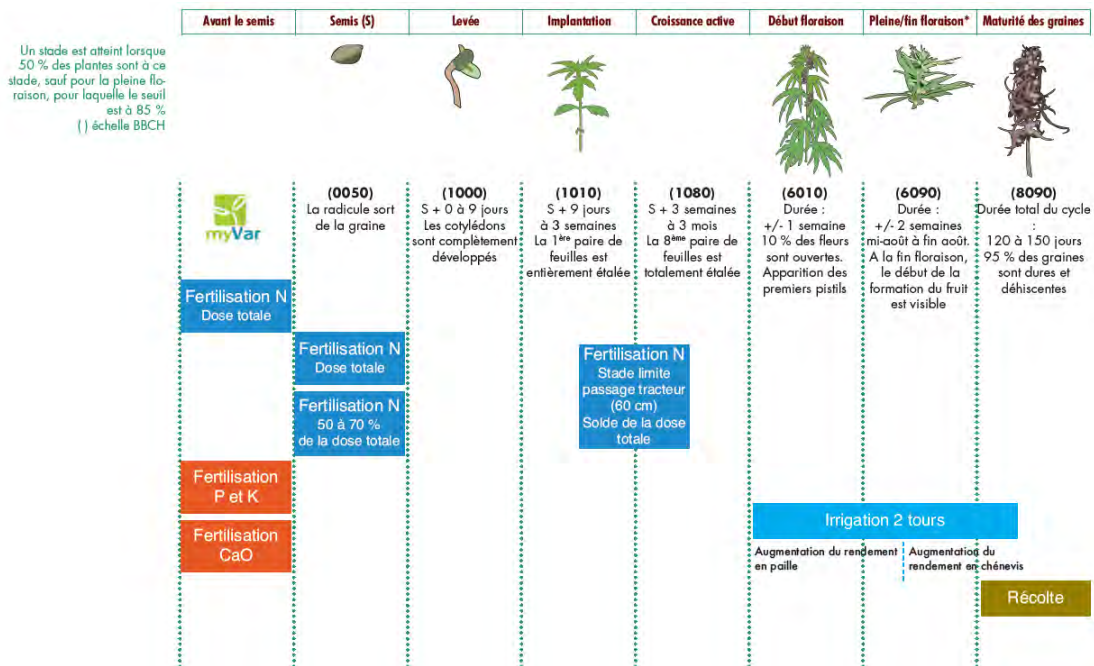 Avant le semis
Semis (S)
Levée
Implantation
Croissance active
Début floraison
Pleine/fin floraison*
Maturité des graines
Un stade est atteint lorsque
50 % des plantes sont à ce
stade, sauf pour la pleine flo-
raison, pour laquelle le seuil
est à 85 %
( ) échelle BBCH
myVar
(0050)
La radicule sort
de la graine
(1000)
S + 0 à 9 jours
Les cotylédons
sont complètement
développés
(1010)
S + 9 jours
à 3 semaines
La 1ère paire de
feuilles est
entièrement étalée
(1080)
S + 3 semaines
à 3 mois
La 8ème paire de
feuilles est
totalement étalée
(6010)
Durée :
+/- 1 semaine
10 % des fleurs
sont ouvertes.
Apparition des
premiers pistils
(6090)
Durée :
+/- 2 semaines
mi-août à fin août.
A la fin floraison,
le début de la
formation du fruit
est visible
(8090)
Durée total du cycle
:
120 à 150 jours
95 % des graines
sont dures et
déhiscentes
Fertilisation N
Dose totale
Fertilisation N
Dose totale
Fertilisation N
50 à 70 %
de la dose totale
Fertilisation N
Stade limite
passage tracteur
(60 cm)
Solde de la dose
totale
Fertilisation
P et K
Fertilisation
CaO
Irrigation 2 tours
Augmentation du rendement
en paille
Augmentation du
rendement en chénevis
Récolte